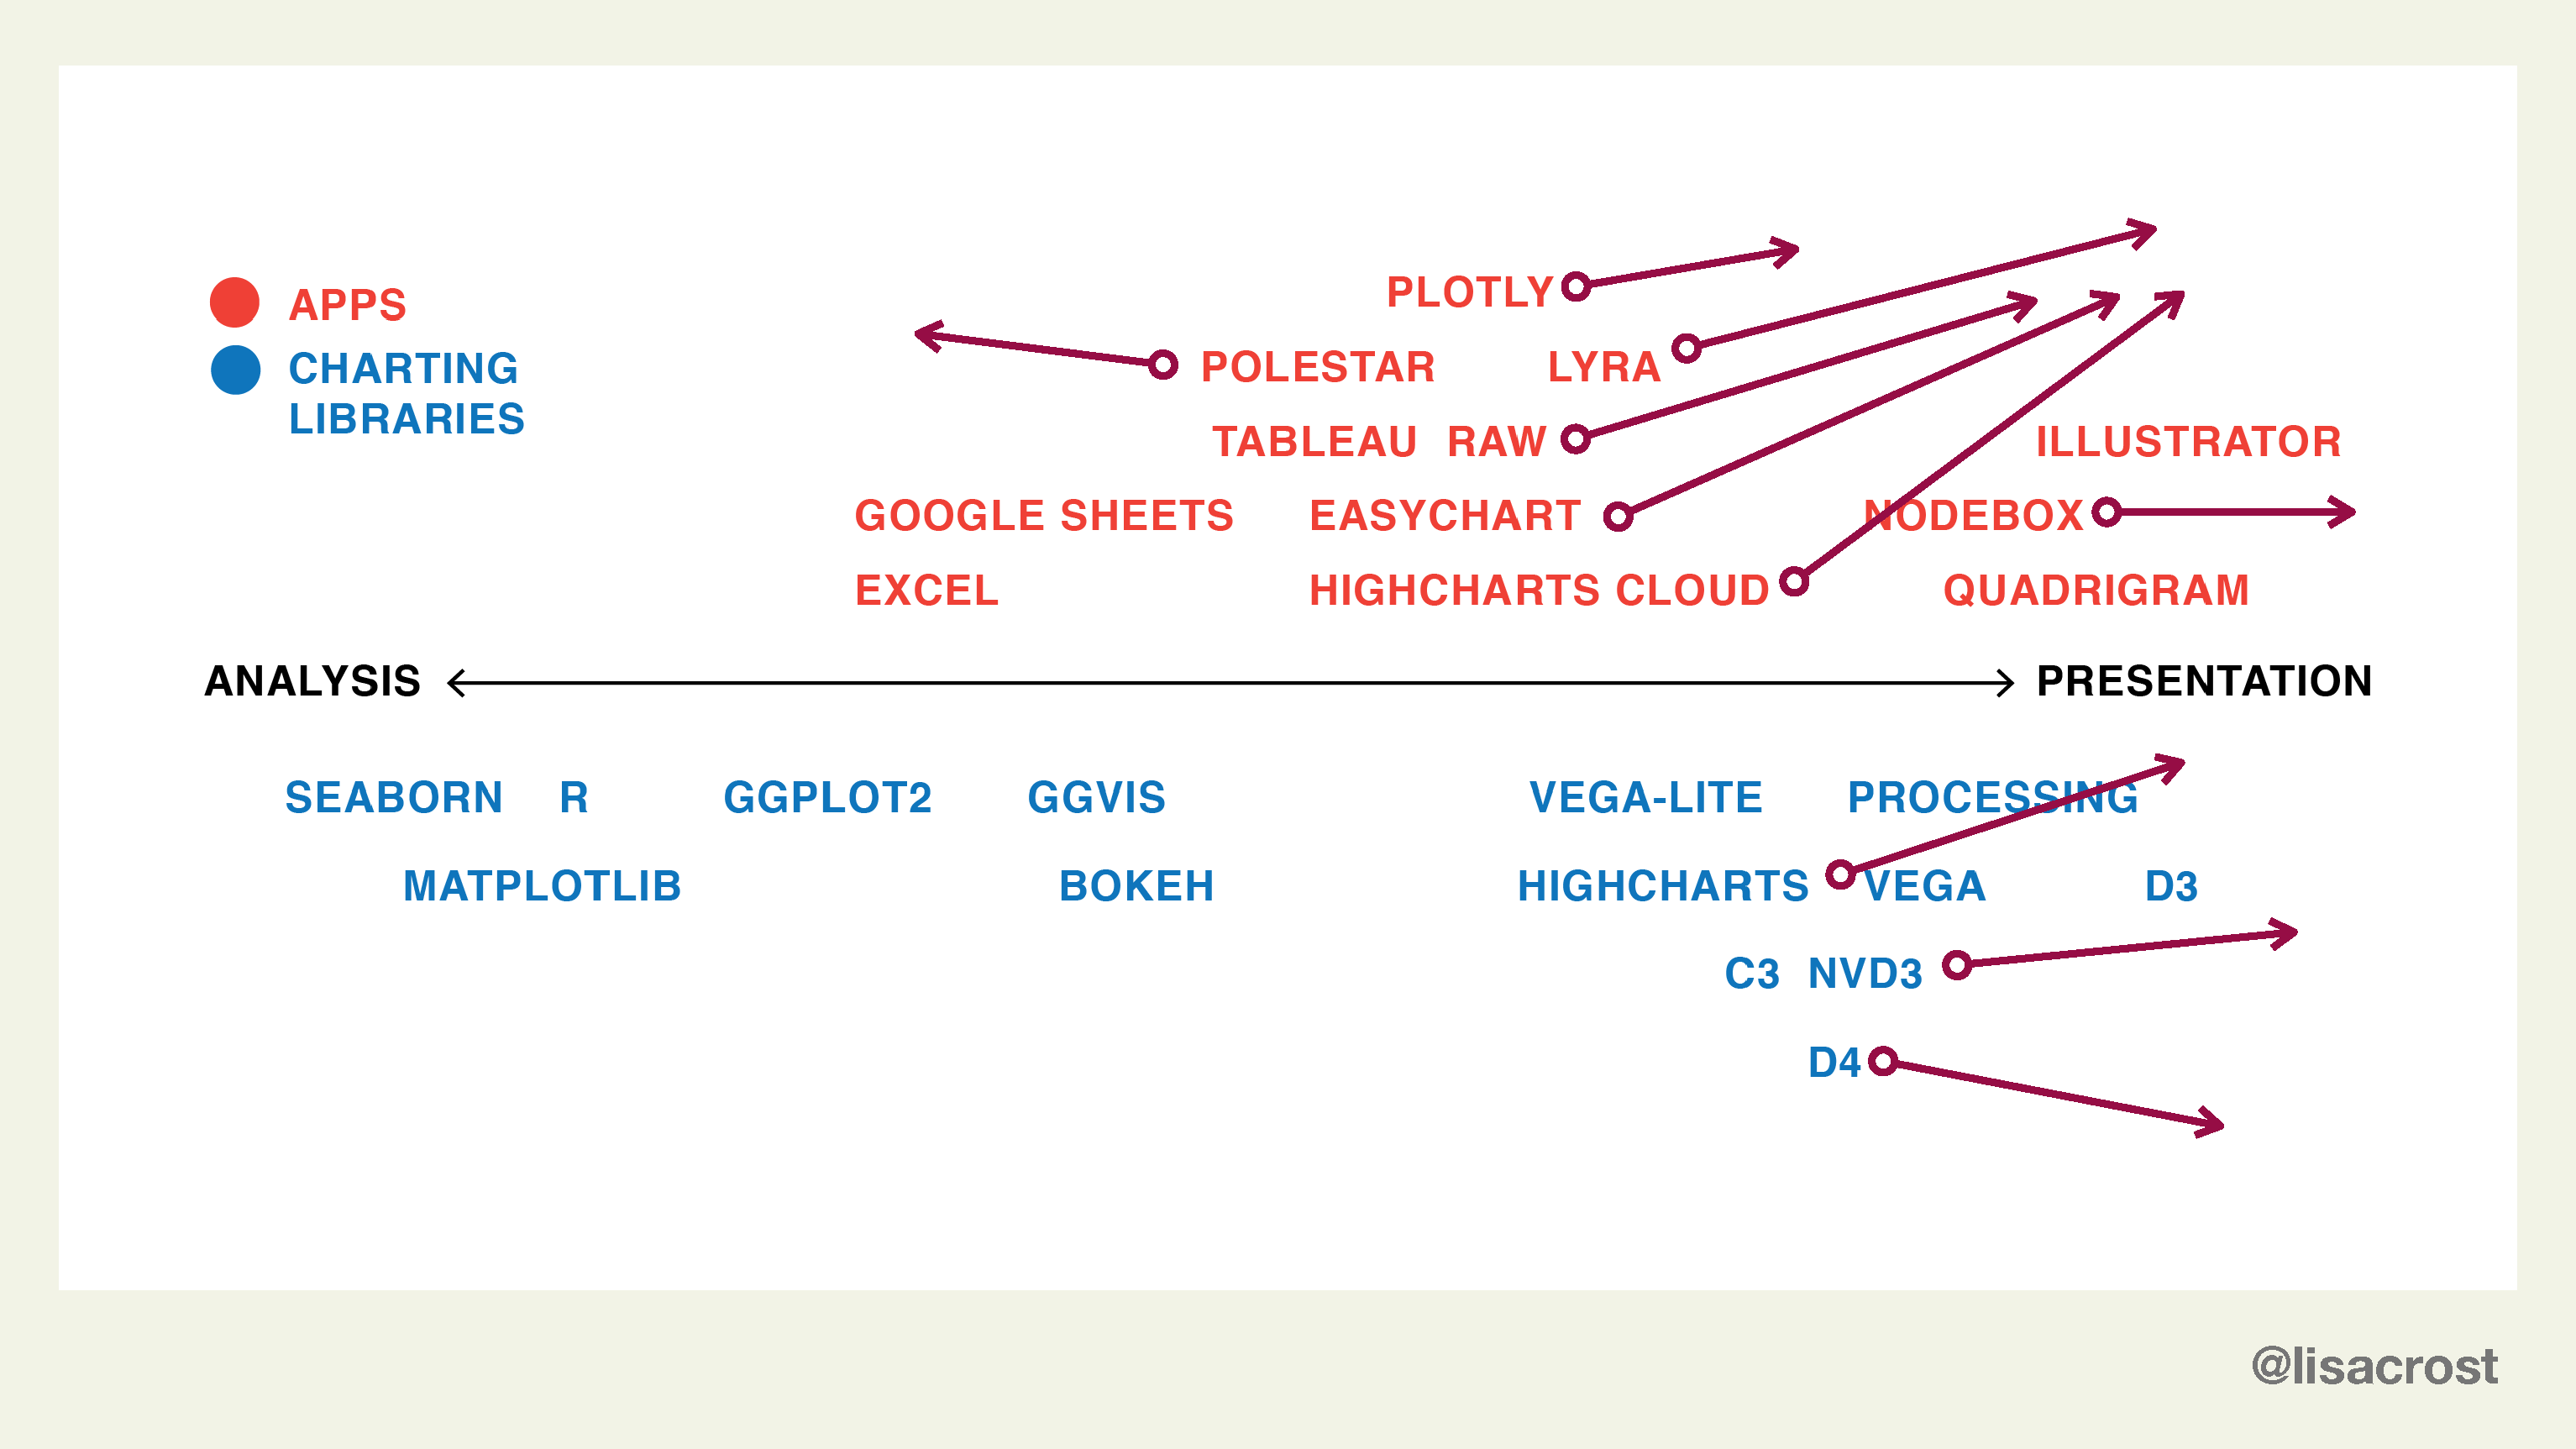 APPS
CHARTING
LIBRARIES
PLOTLY
POLESTAR LYRA
TABLEAU RAW ILLUSTRATOR
GOOGLE SHEETS EASYCHART NODEBOX
EXCEL HIGHCHARTS CLOUD QUADRIGRAM
ANALYSIS PRESENTATION
SEABORN R GGPLOT2 GGVIS VEGA-LITE PROCESSING
MATPLOTLIB BOKEH HIGHCHARTS VEGA D3
C3 NVD3
D4
@lisacrost